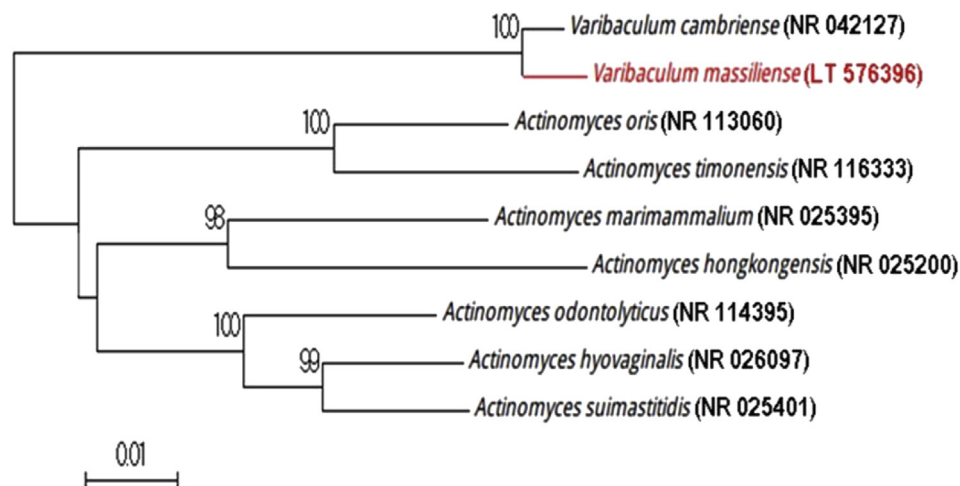 100
Varibaculum cambriense (NR 042127)
Varibaculum massiliense (LT 576396)
100
Actinomyces oris (NR 113060)
Actinomyces timonensis (NR 116333)
98
Actinomyces marimammalium (NR 025395)
Actinomyces hongkongensis (NR 025200)
100
Actinomyces odontolyticus (NR 114395)
99
Actinomyces hyovaginalis (NR 026097)
Actinomyces suimastitidis (NR 025401)
0.01